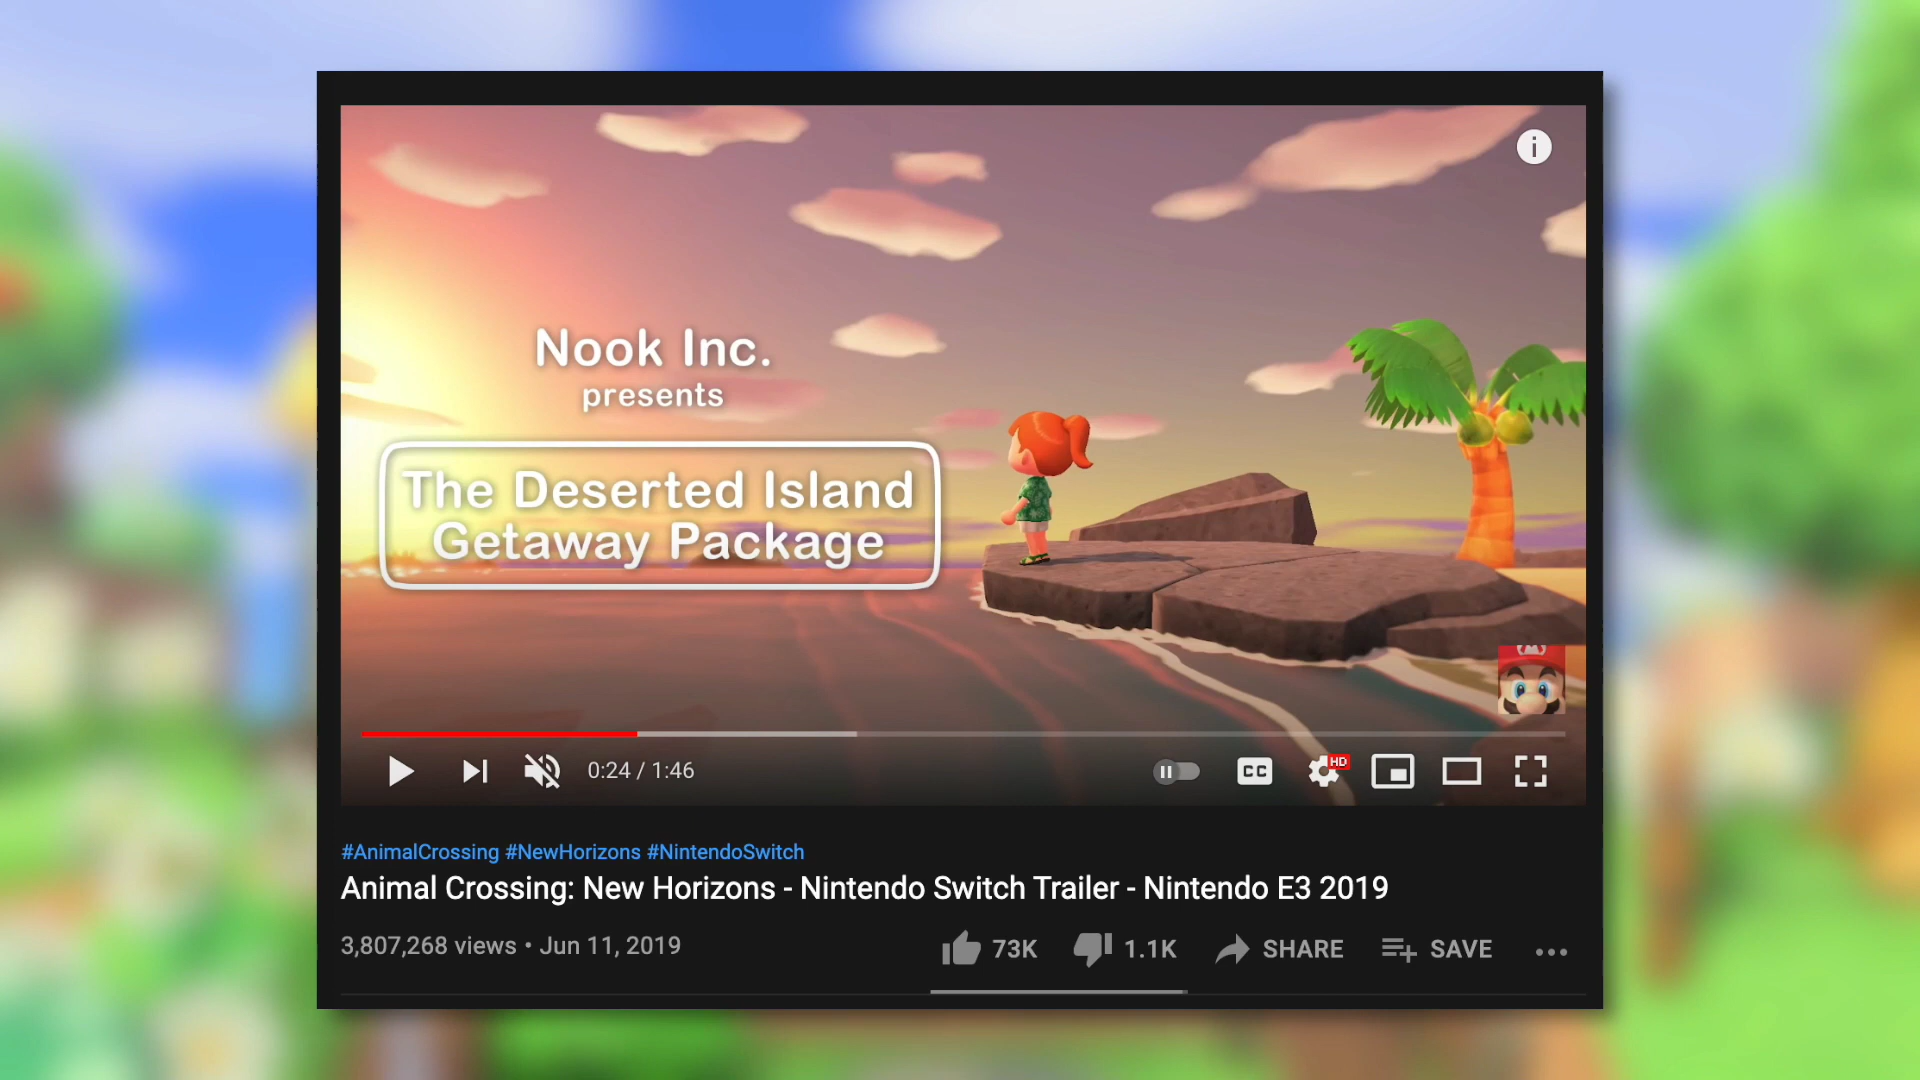 Nook Inc.
presents
The Deserted Island
Getaway Package
0:24 / 1:46
CC
HD
#AnimalCrossing #NewHorizons #NintendoSwitch
Animal Crossing: New Horizons - Nintendo Switch Trailer - Nintendo E3 2019
3,807,268 views • Jun 11, 2019
73K
1.1K
SHARE
SAVE